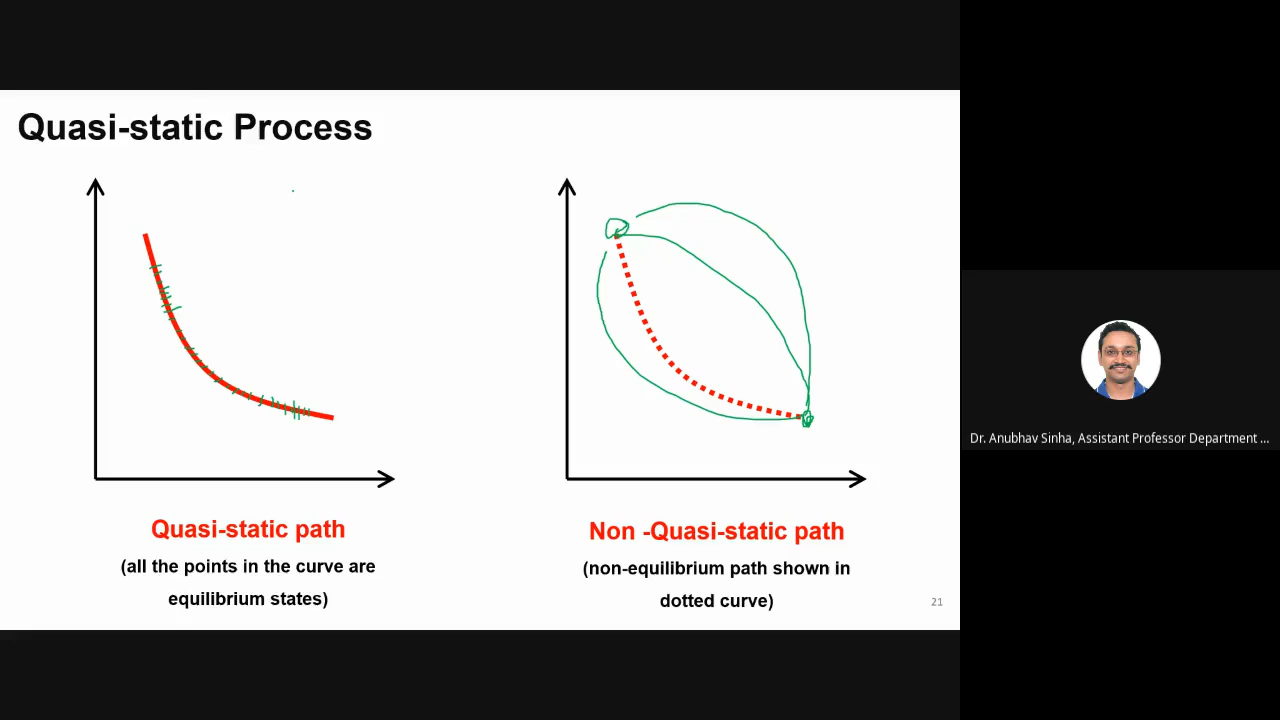 Quasi-static Process
Quasi-static path
(all the points in the curve are
equilibrium states)
Non -Quasi-static path
(non-equilibrium path shown in
dotted curve)
21
Dr. Anubhav Sinha, Assistant Professor Department ...